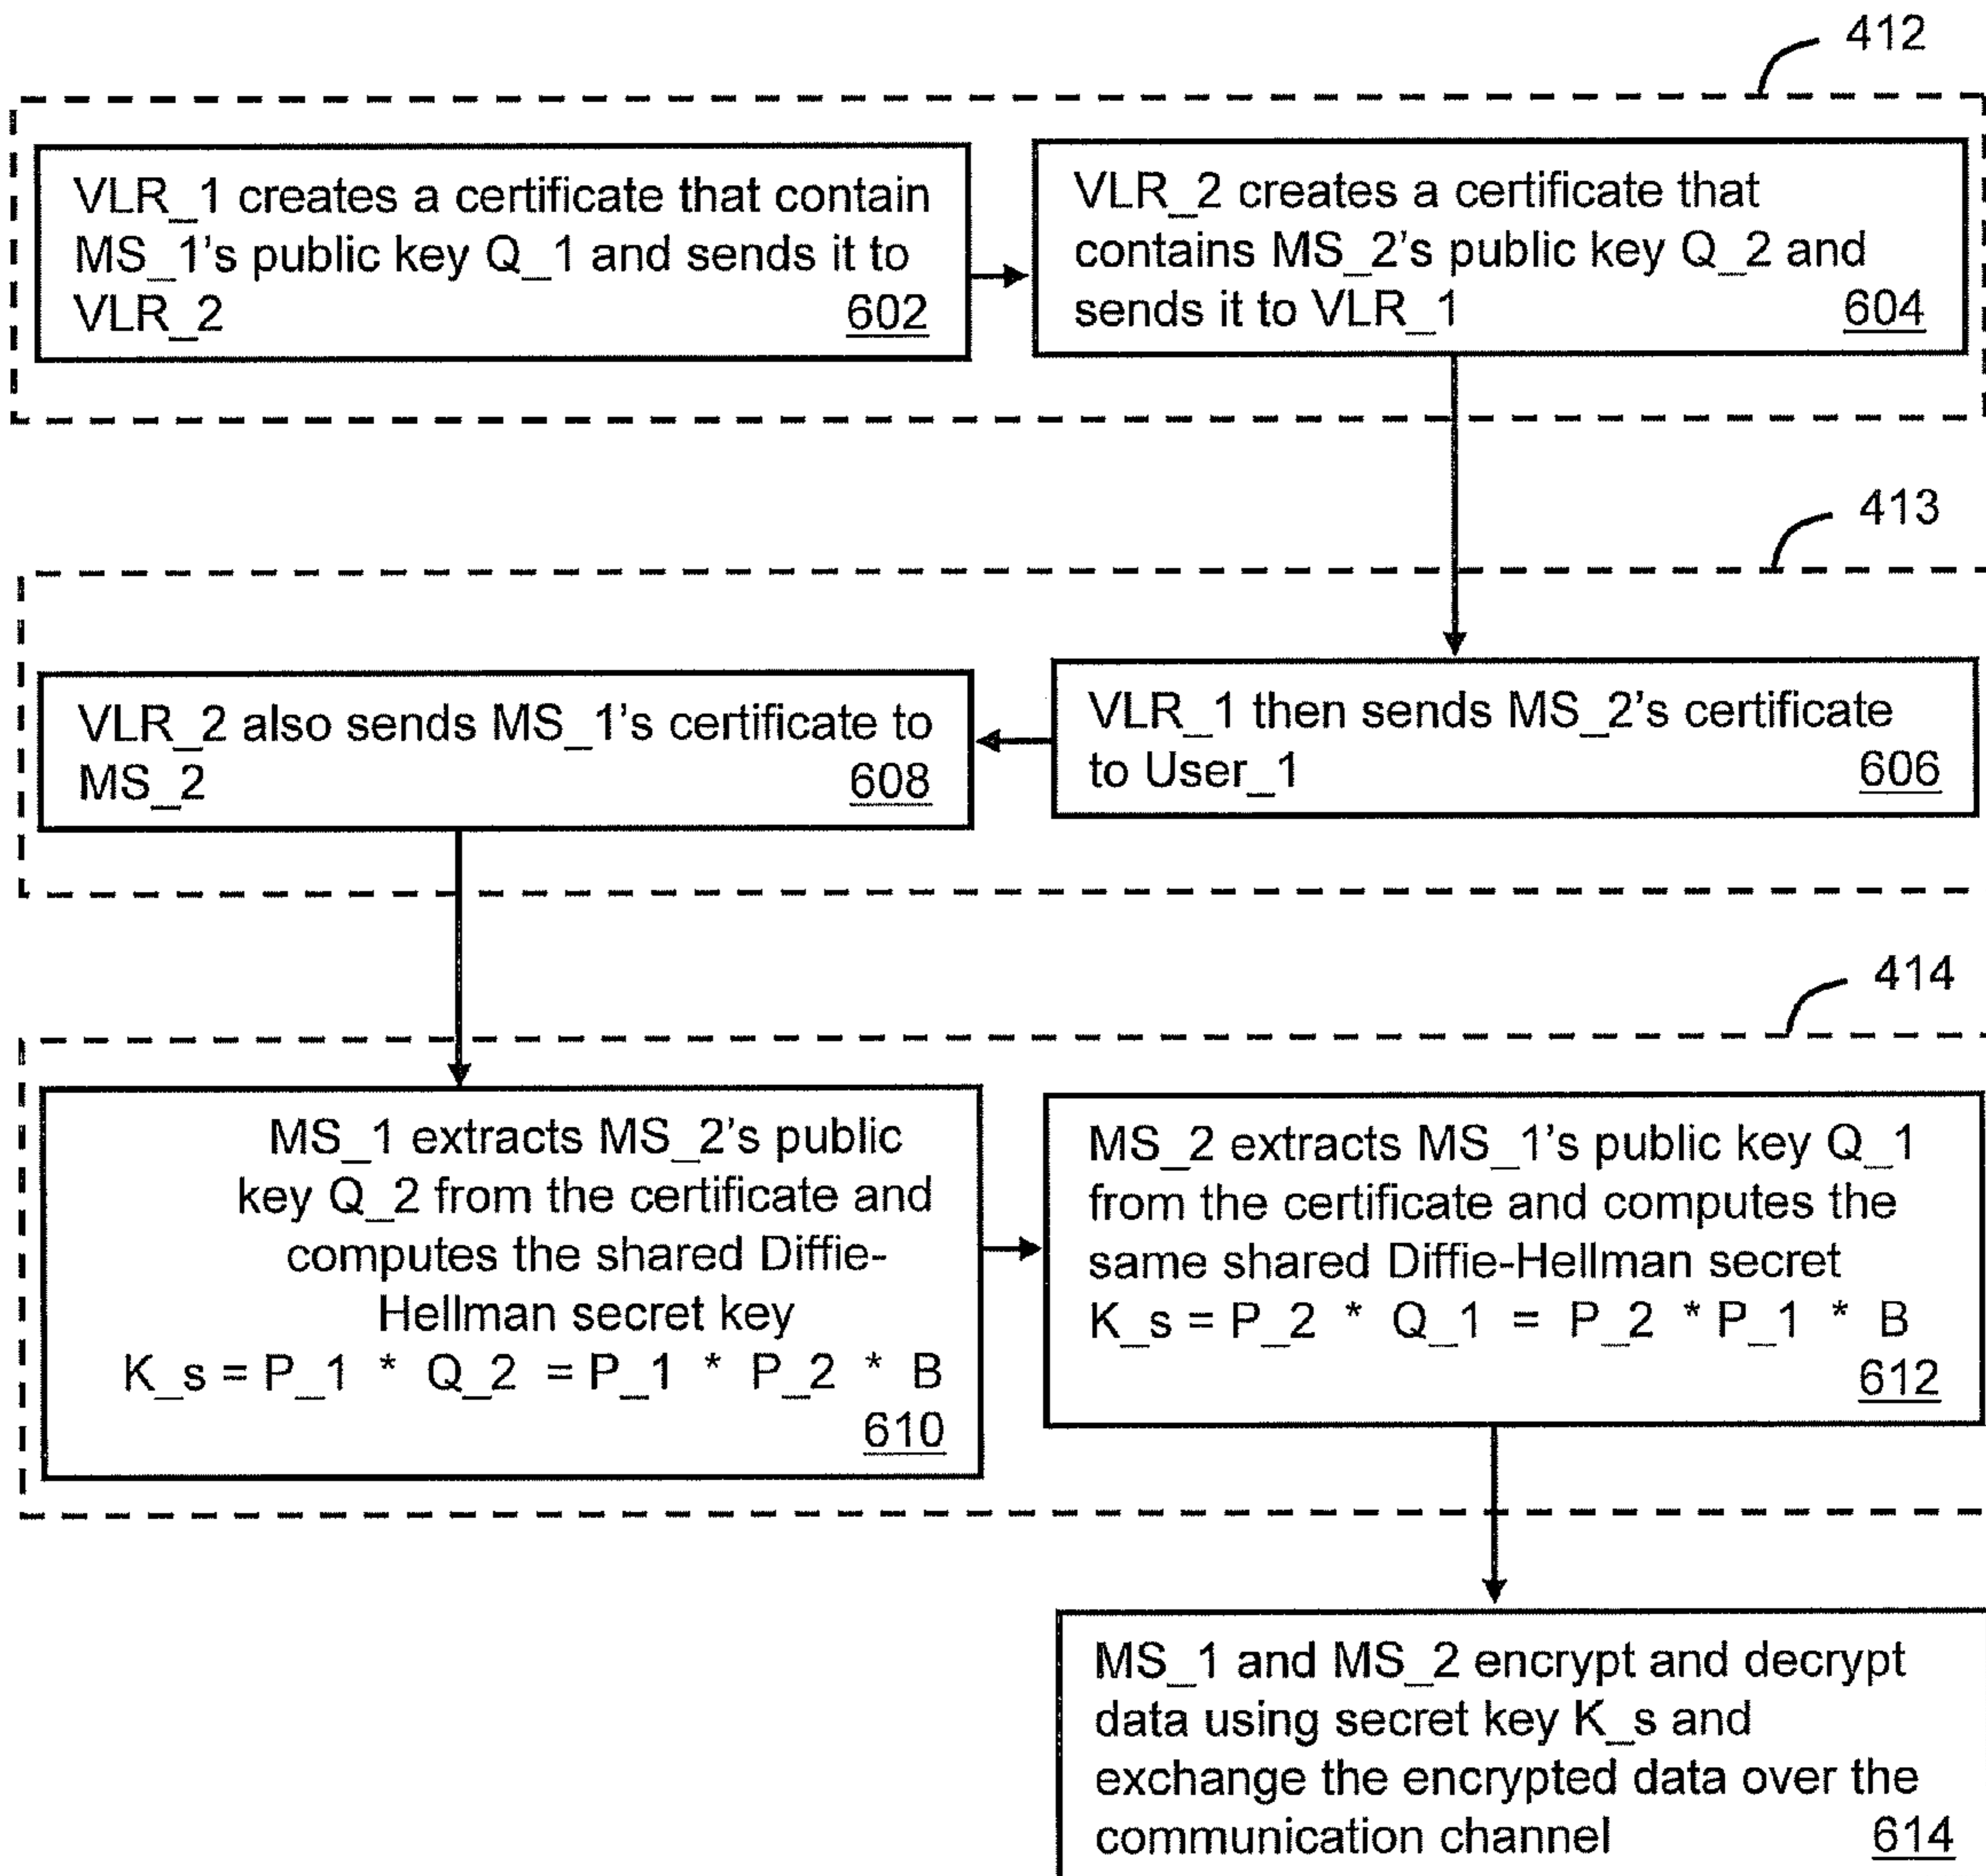 412
VLR_1 creates a certificate that contain
MS_1's public key Q_1 and sends it to
VLR_2
602
VLR_2 creates a certificate that
contains MS_2's public key Q_2 and
sends it to VLR_1
604
413
VLR_1 then sends MS_2's certificate
to User_1
606
VLR_2 also sends MS_1's certificate to
MS_2
608
414
MS_1 extracts MS_2's public
key Q_2 from the certificate and
computes the shared Diffie-
Hellman secret key
K_s = P_1 * Q_2 = P_1 * P_2 * B
610
MS_2 extracts MS_1's public key Q_1
from the certificate and computes the
same shared Diffie-Hellman secret
K_s = P_2 * Q_1 = P_2 * P_1 * B
612
MS_1 and MS_2 encrypt and decrypt
data using secret key K_s and
exchange the encrypted data over the
communication channel
614